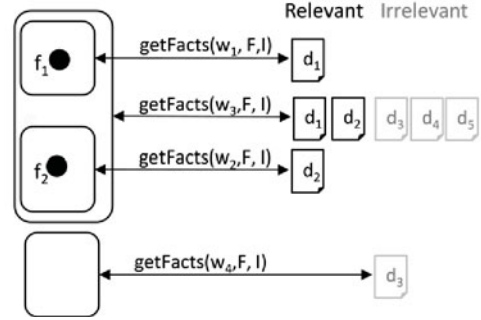 Relevant Irrelevant
f₁ getFacts(w₁, F,I) d₁
getFacts(w₃,F, I) d₁ d₂ d₃ d₄ d₅
f₂ getFacts(w₂,F, I) d₂
getFacts(w₄,F, I) d₃